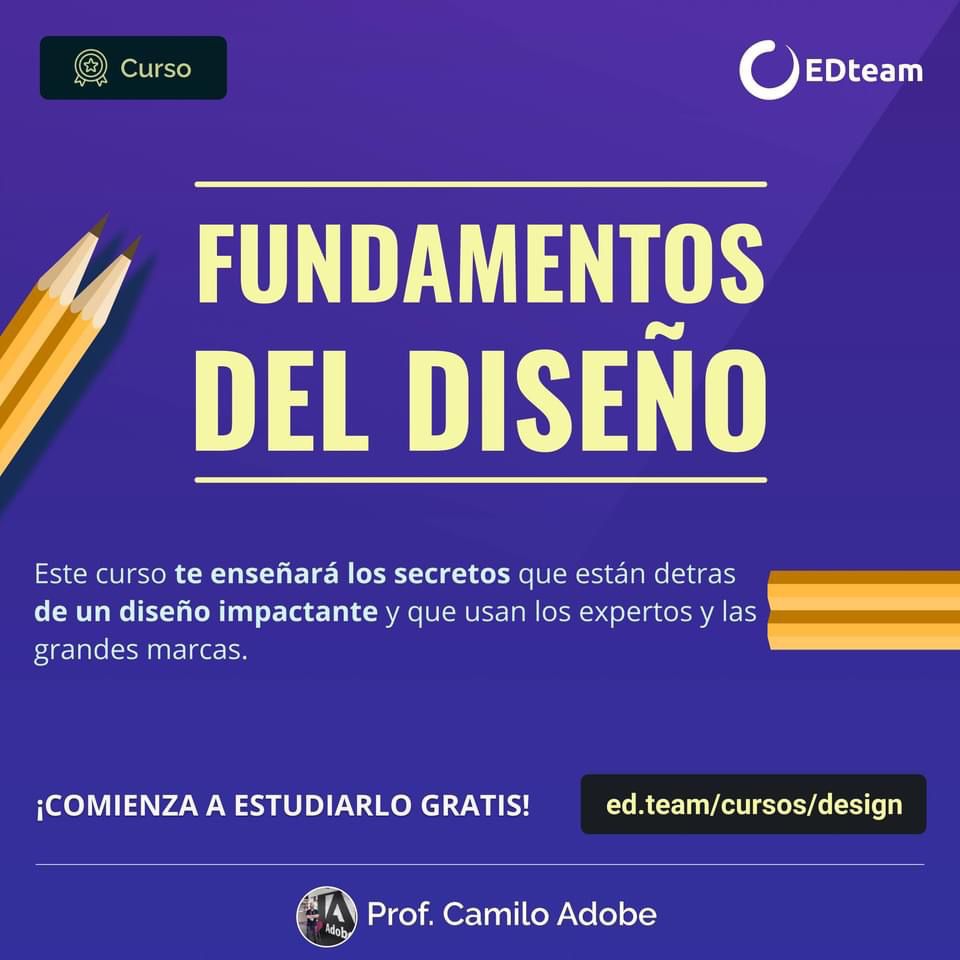 Curso
EDteam
FUNDAMENTOS
DEL DISEÑO
Este curso te enseñará los secretos que están detras
de un diseño impactante y que usan los expertos y las
grandes marcas.
¡COMIENZA A ESTUDIARLO GRATIS!
ed.team/cursos/design
Adobe
Prof. Camilo Adobe